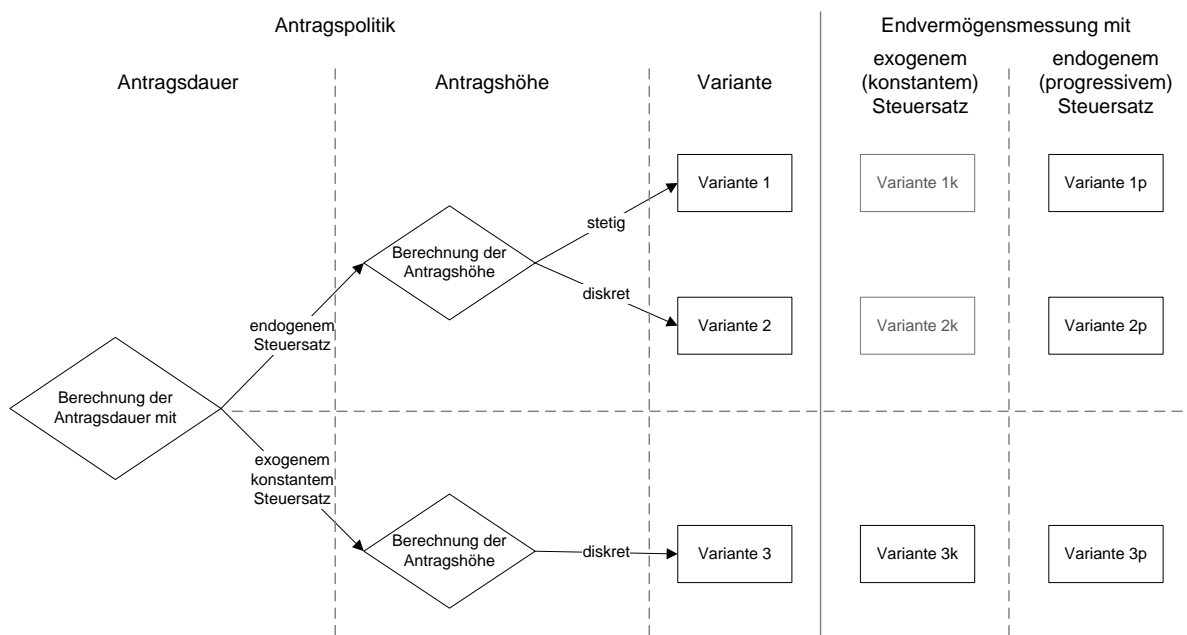 Antragspolitik
Endvermögensmessung mit
Antragsdauer
Antragshöhe
Variante
exogenem
(konstantem)
Steuersatz
endogenem
(progressivem)
Steuersatz
Variante 1
Variante 1k
Variante 1p
stetig
Berechnung der
Antragshöhe
diskret
Variante 2
Variante 2k
Variante 2p
endogenem
Steuersatz
Berechnung der
Antragsdauer mit
exogenem
konstantem
Steuersatz
Berechnung der
Antragshöhe
diskret
Variante 3
Variante 3k
Variante 3p